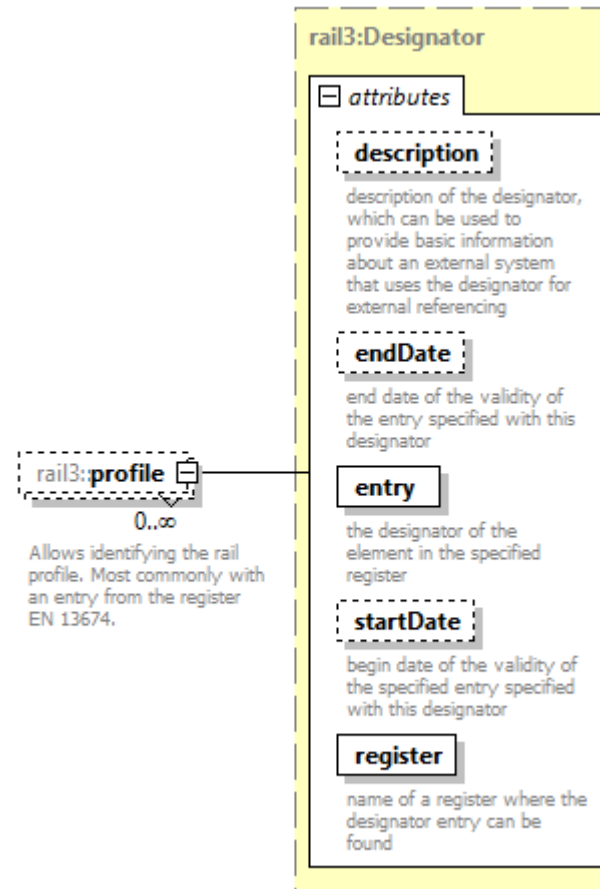 rail3:Designator
attributes
description
description of the designator,
which can be used to
provide basic information
about an external system
that uses the designator for
external referencing
endDate
end date of the validity of
the entry specified with this
designator
rail3::profile
0..∞
Allows identifying the rail
profile. Most commonly with
an entry from the register
EN 13674.
entry
the designator of the
element in the specified
register
startDate
begin date of the validity of
the specified entry specified
with this designator
register
name of a register where the
designator entry can be
found